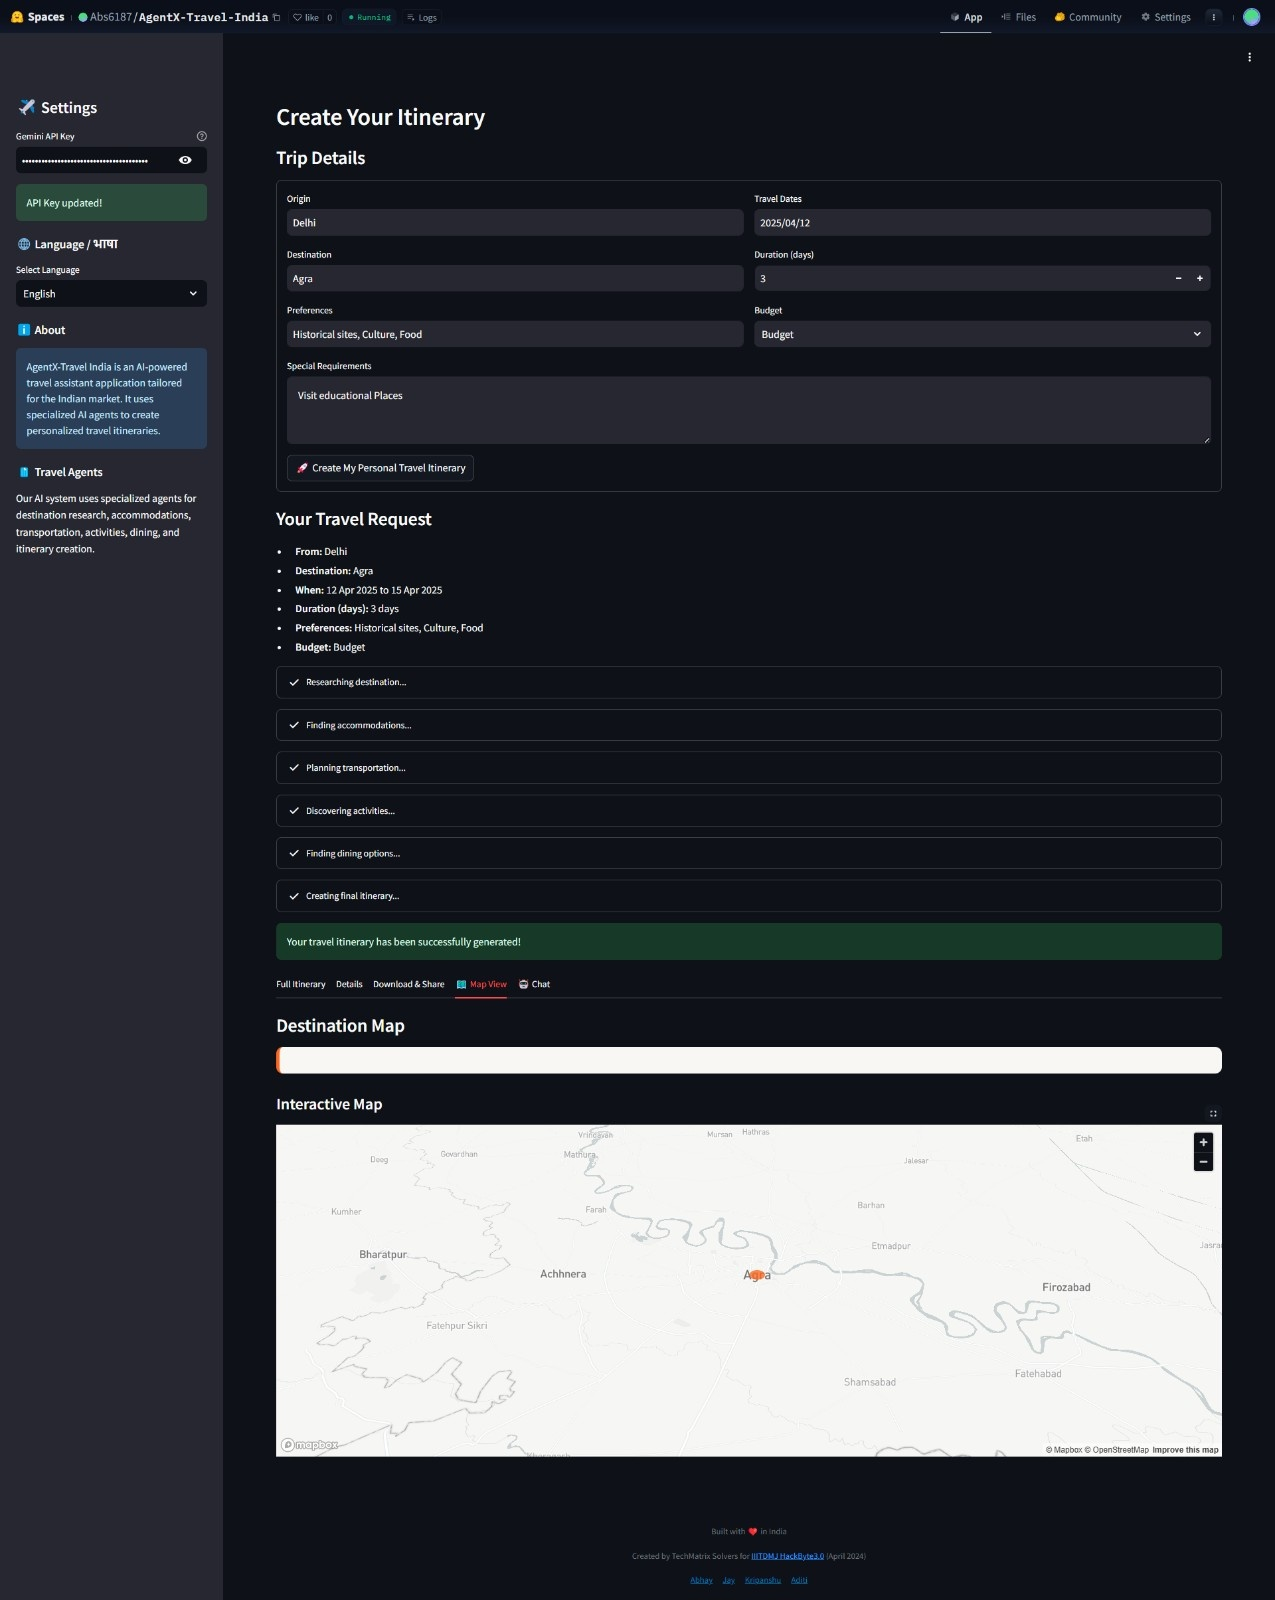 Spaces Abs6187/AgentX-Travel-India like 0 Running Logs App Files Community Settings
Settings
Gemini API Key
API Key updated!
Language / भाषा
Select Language
English
About
AgentX-Travel India is an AI-powered
travel assistant application tailored
for the Indian market. It uses
specialized AI agents to create
personalized travel itineraries.
Travel Agents
Our AI system uses specialized agents for
destination research, accommodations,
transportation, activities, dining, and
itinerary creation.
Create Your Itinerary
Trip Details
Origin
Delhi
Travel Dates
2025/04/12
Destination
Agra
Duration (days)
3
Preferences
Historical sites, Culture, Food
Budget
Budget
Special Requirements
Visit educational Places
Create My Personal Travel Itinerary
Your Travel Request
From: Delhi
Destination: Agra
When: 12 Apr 2025 to 15 Apr 2025
Duration (days): 3 days
Preferences: Historical sites, Culture, Food
Budget: Budget
Researching destination...
Finding accommodations...
Planning transportation...
Discovering activities...
Finding dining options...
Creating final itinerary...
Your travel itinerary has been successfully generated!
Full Itinerary Details Download & Share Map View Chat
Destination Map
Interactive Map
Vrindavan Mursan Hathras Etah
Deeg Govardhan Mathura Jalesar
Kumher Farah Barhan
Bharatpur Etmadpur
Achhnera Agra Firozabad
Fatehpur Sikri
Shamsabad Fatehabad
mapbox
© Mapbox © OpenStreetMap Improve this map
Built with ❤️ in India
Created by TechMatrix Solvers for IIITDMJ HackByte3.0 (April 2024)
Abhay Jay Kripanshu Aditi